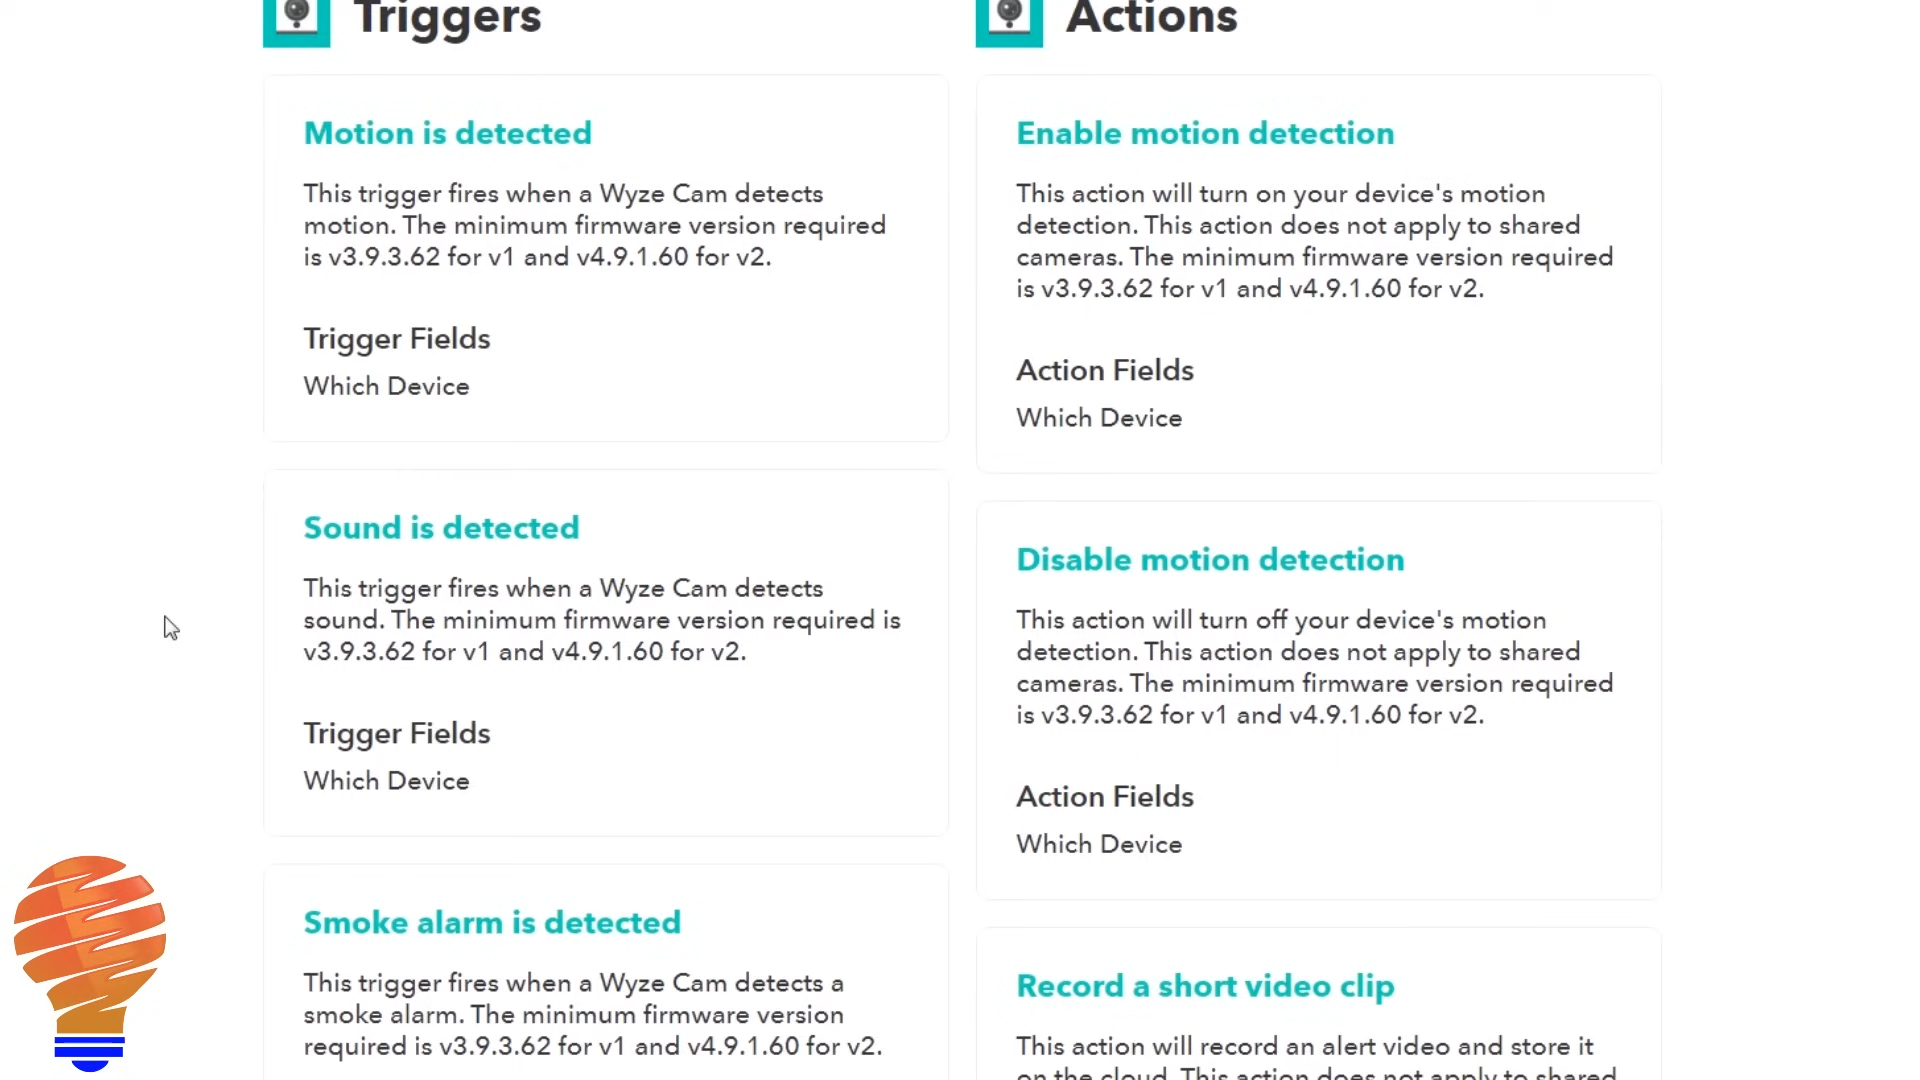 Triggers
Motion is detected
This trigger fires when a Wyze Cam detects
motion. The minimum firmware version required
is v3.9.3.62 for v1 and v4.9.1.60 for v2.
Trigger Fields
Which Device
Sound is detected
This trigger fires when a Wyze Cam detects
sound. The minimum firmware version required is
v3.9.3.62 for v1 and v4.9.1.60 for v2.
Trigger Fields
Which Device
Smoke alarm is detected
This trigger fires when a Wyze Cam detects a
smoke alarm. The minimum firmware version
required is v3.9.3.62 for v1 and v4.9.1.60 for v2.
Actions
Enable motion detection
This action will turn on your device's motion
detection. This action does not apply to shared
cameras. The minimum firmware version required
is v3.9.3.62 for v1 and v4.9.1.60 for v2.
Action Fields
Which Device
Disable motion detection
This action will turn off your device's motion
detection. This action does not apply to shared
cameras. The minimum firmware version required
is v3.9.3.62 for v1 and v4.9.1.60 for v2.
Action Fields
Which Device
Record a short video clip
This action will record an alert video and store it
on the cloud. This action does not apply to shared